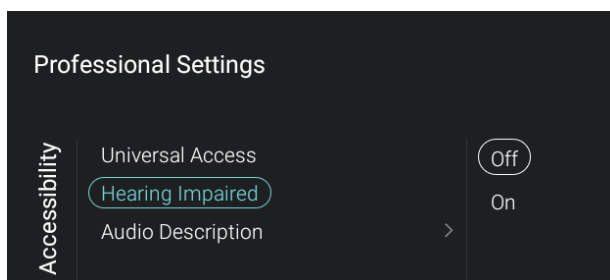 Professional Settings
Accessibility
Universal Access
Hearing Impaired
Audio Description
Off
On